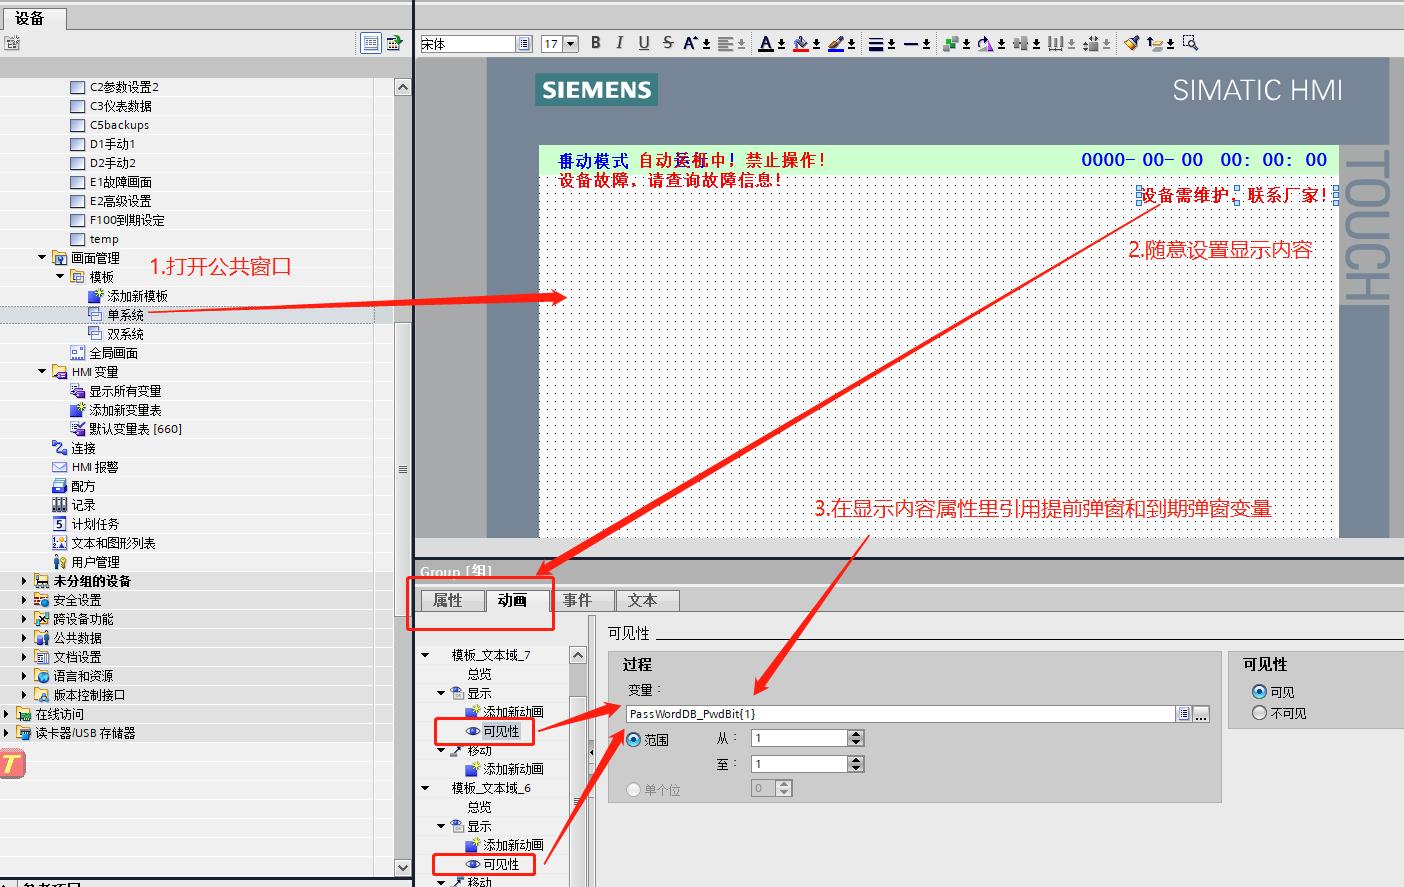 设备
宋体
17
B I U S A
C2参数设置2
C3仪表数据
C5backups
D1手动1
D2手动2
E1故障画面
E2高级设置
F100到期设定
temp
画面管理
模板
添加新模板
单系统
双系统
全局画面
HMI 变量
显示所有变量
添加新变量表
默认变量表 [660]
连接
HMI 报警
配方
记录
计划任务
文本和图形列表
用户管理
未分组的设备
安全设置
跨设备功能
公共数据
文档设置
语言和资源
版本控制接口
在线访问
读卡器/USB 存储器
T
1.打开公共窗口
SIEMENS
SIMATIC HMI
TOUCH
动模式
自动运行中！禁止操作！
0000-00-00 00:00:00
设备故障，请查询故障信息！
设备需维护，联系厂家！
2.随意设置显示内容
3.在显示内容属性里引用提前弹窗和到期弹窗变量
Group [组]
属性
动画
事件
文本
模板_文本域_7
总览
显示
添加新动画
可见性
移动
添加新动画
模板_文本域_6
总览
显示
添加新动画
可见性
移动
可见性
过程
变量：
PassWordDB_PwdBit{1}
...
范围
从：
1
至：
1
单个位
0
可见性
可见
不可见